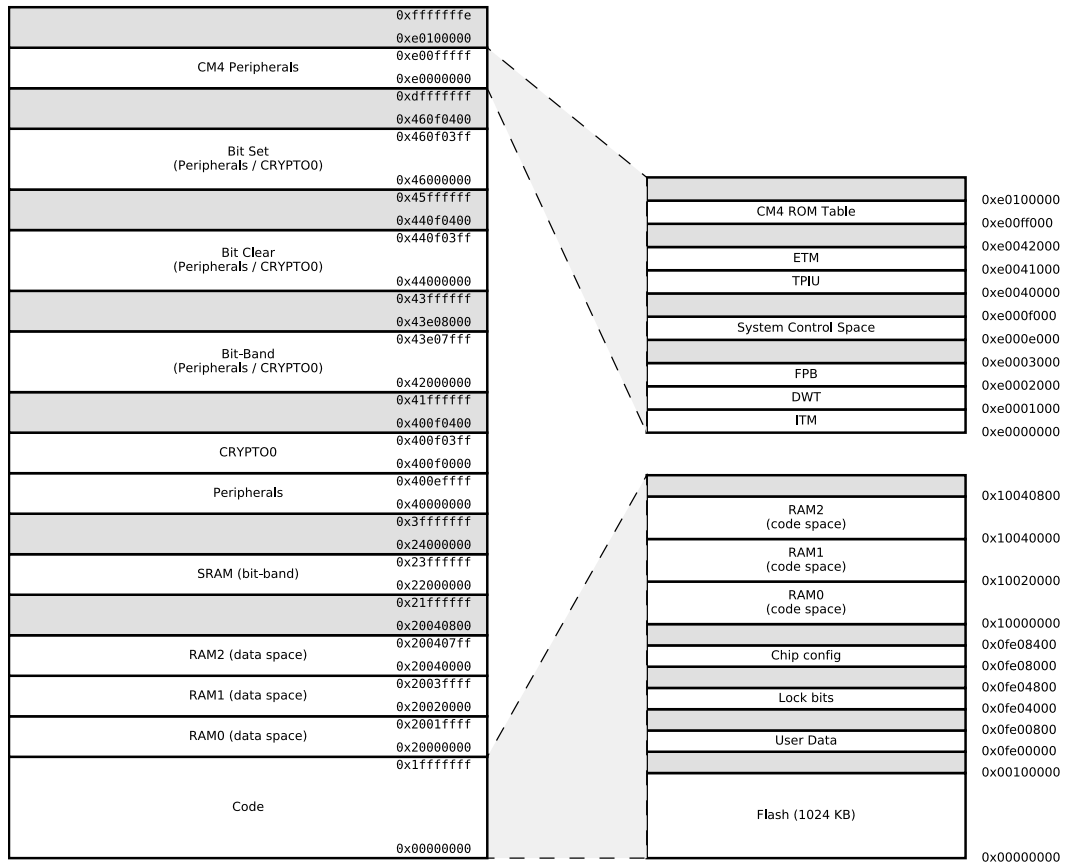 0xfffffffe
0xe0100000
CM4 Peripherals
0xe00fffff
0xe0000000
0xdfffffff
0x460f0400
Bit Set
(Peripherals / CRYPTO0)
0x460f03ff
0x46000000
0x45ffffff
0x440f0400
Bit Clear
(Peripherals / CRYPTO0)
0x440f03ff
0x44000000
0x43ffffff
0x43e08000
Bit-Band
(Peripherals / CRYPTO0)
0x43e07fff
0x42000000
0x41ffffff
0x400f0400
CRYPTO0
0x400f03ff
0x400f0000
Peripherals
0x400effff
0x40000000
0x3fffffff
0x24000000
SRAM (bit-band)
0x23ffffff
0x22000000
0x21ffffff
0x20040800
RAM2 (data space)
0x200407ff
0x20040000
RAM1 (data space)
0x2003ffff
0x20020000
RAM0 (data space)
0x2001ffff
0x20000000
Code
0x1fffffff
0x00000000
0xe0100000
CM4 ROM Table
0xe00ff000
0xe0042000
ETM
0xe0041000
TPIU
0xe0040000
0xe000f000
System Control Space
0xe000e000
0xe0003000
FPB
0xe0002000
DWT
0xe0001000
ITM
0xe0000000
0x10040800
RAM2
(code space)
0x10040000
RAM1
(code space)
0x10020000
RAM0
(code space)
0x10000000
0x0fe08400
Chip config
0x0fe08000
0x0fe04800
Lock bits
0x0fe04000
0x0fe00800
User Data
0x0fe00000
0x00100000
Flash (1024 KB)
0x00000000